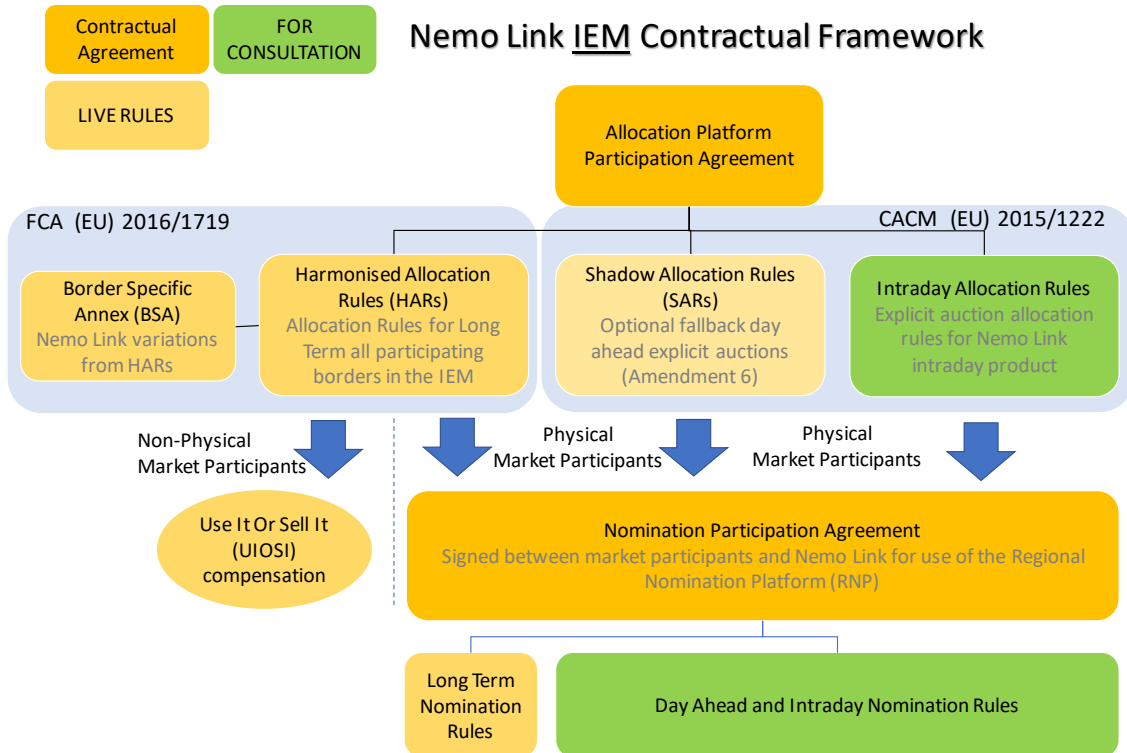 Contractual
Agreement
FOR
CONSULTATION
Nemo Link IEM Contractual Framework
LIVE RULES
Allocation Platform
Participation Agreement
FCA (EU) 2016/1719
CACM (EU) 2015/1222
Border Specific
Annex (BSA)
Nemo Link variations
from HARs
Harmonised Allocation
Rules (HARs)
Allocation Rules for Long
Term all participating
borders in the IEM
Shadow Allocation Rules
(SARs)
Optional fallback day
ahead explicit auctions
(Amendment 6)
Intraday Allocation Rules
Explicit auction allocation
rules for Nemo Link
intraday product
Non-Physical
Market Participants
Physical
Market Participants
Physical
Market Participants
Use It Or Sell It
(UIOSI)
compensation
Nomination Participation Agreement
Signed between market participants and Nemo Link for use of the Regional
Nomination Platform (RNP)
Long Term
Nomination
Rules
Day Ahead and Intraday Nomination Rules